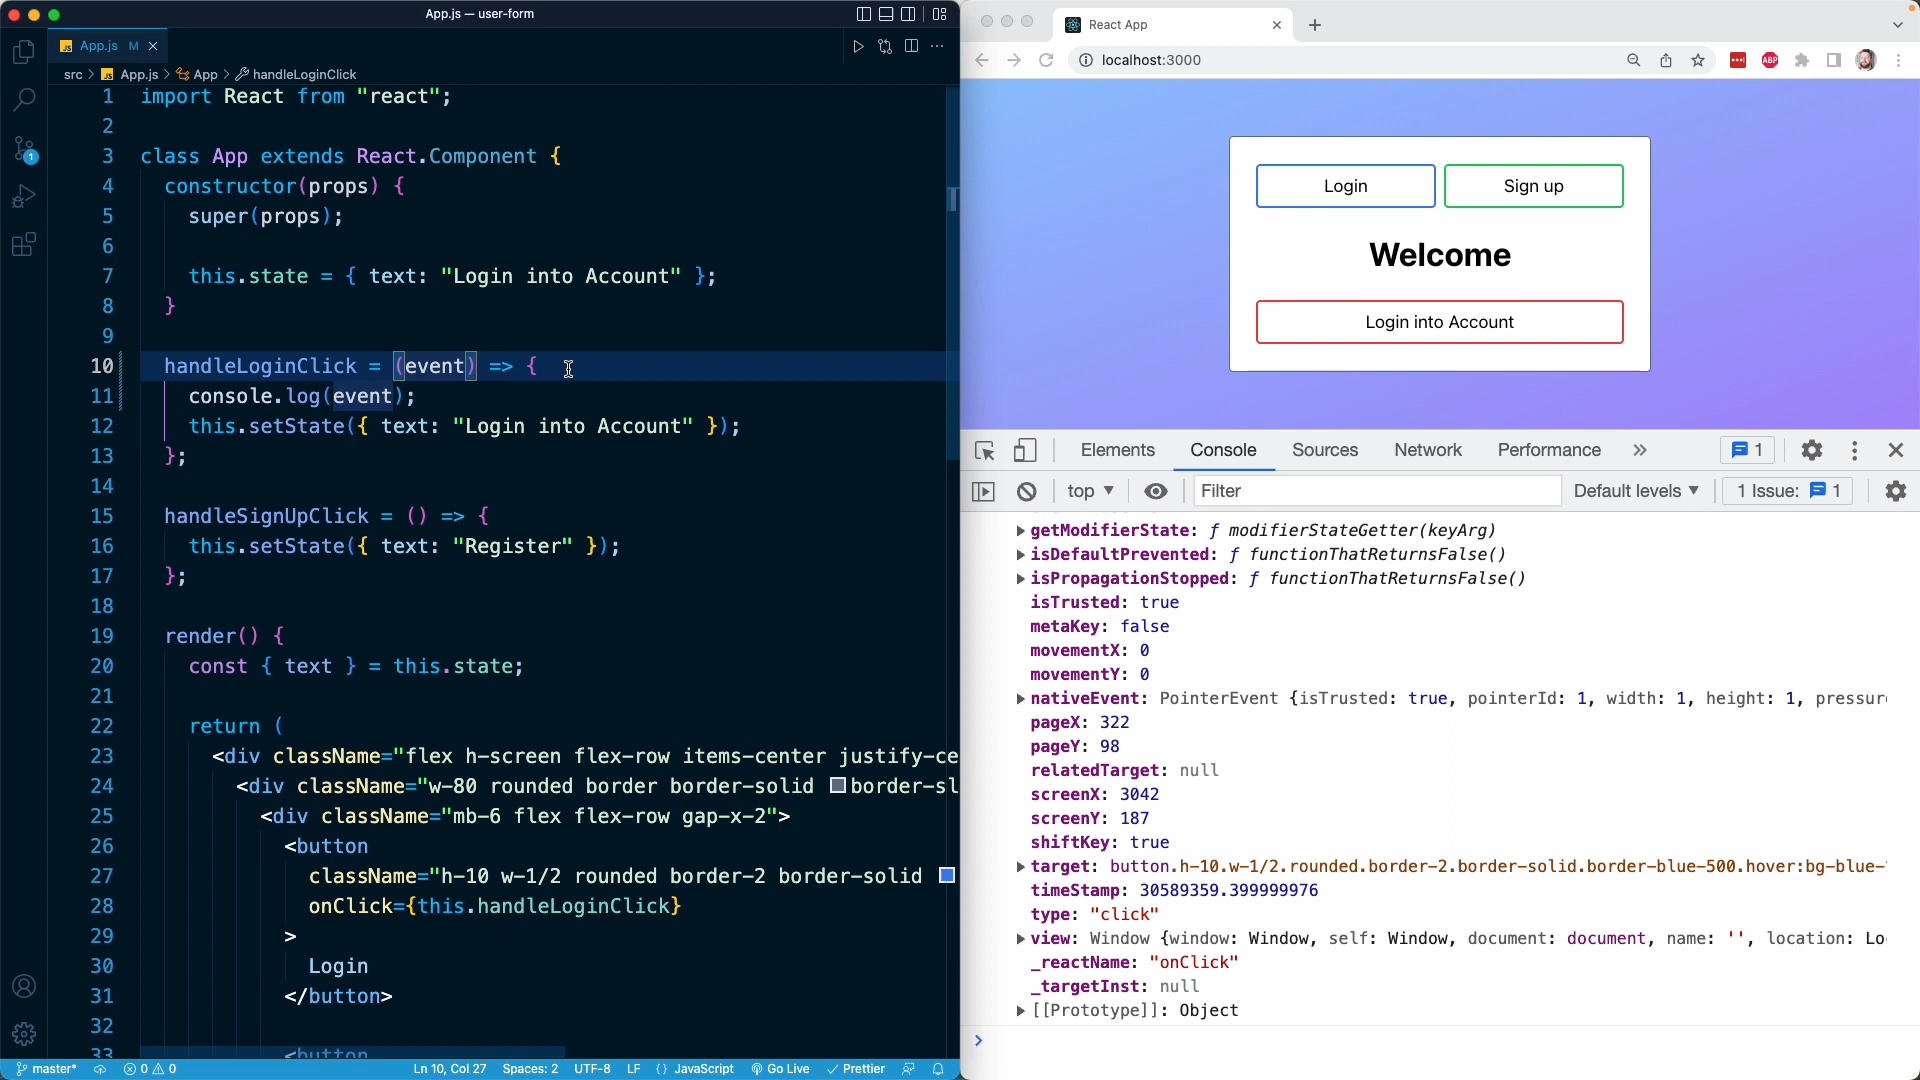 App.js — user-form
App.js M
src > App.js > App > handleLoginClick
1 import React from "react";
2
3 class App extends React.Component {
4 constructor(props) {
5 super(props);
6
7 this.state = { text: "Login into Account" };
8 }
9
10 handleLoginClick = (event) => {
11 console.log(event);
12 this.setState({ text: "Login into Account" });
13 };
14
15 handleSignUpClick = () => {
16 this.setState({ text: "Register" });
17 };
18
19 render() {
20 const { text } = this.state;
21
22 return (
23 <div className="flex h-screen flex-row items-center justify-ce
24 <div className="w-80 rounded border border-solid border-sl
25 <div className="mb-6 flex flex-row gap-x-2">
26 <button
27 className="h-10 w-1/2 rounded border-2 border-solid
28 onClick={this.handleLoginClick}
29 >
30 Login
31 </button>
32
33 <button
1
master* 0 0 Ln 10, Col 27 Spaces: 2 UTF-8 LF {} JavaScript Go Live Prettier
React App
localhost:3000
ABP
Login Sign up
Welcome
Login into Account
Elements Console Sources Network Performance » 1
top Filter Default levels 1 Issue: 1
getModifierState: ƒ modifierStateGetter(keyArg)
isDefaultPrevented: ƒ functionThatReturnsFalse()
isPropagationStopped: ƒ functionThatReturnsFalse()
isTrusted: true
metaKey: false
movementX: 0
movementY: 0
nativeEvent: PointerEvent {isTrusted: true, pointerId: 1, width: 1, height: 1, pressur
pageX: 322
pageY: 98
relatedTarget: null
screenX: 3042
screenY: 187
shiftKey: true
target: button.h-10.w-1/2.rounded.border-2.border-solid.border-blue-500.hover:bg-blue-
timeStamp: 30589359.399999976
type: "click"
view: Window {window: Window, self: Window, document: document, name: '', location: Lo
_reactName: "onClick"
_targetInst: null
[[Prototype]]: Object
>